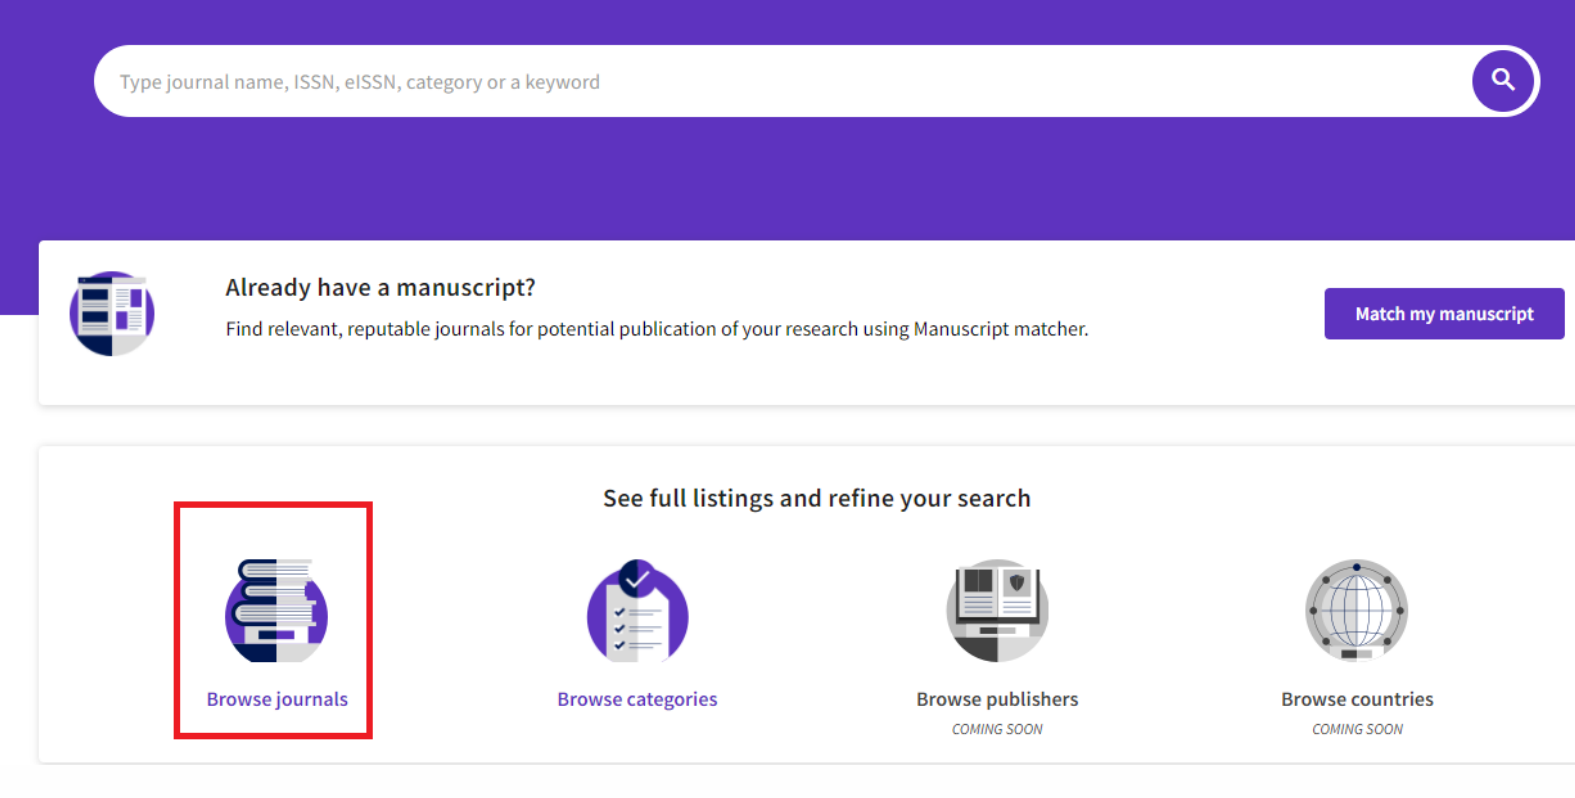 Type journal name, ISSN, eISSN, category or a keyword
Already have a manuscript?
Find relevant, reputable journals for potential publication of your research using Manuscript matcher.
Match my manuscript
See full listings and refine your search
Browse journals
Browse categories
Browse publishers
COMING SOON
Browse countries
COMING SOON